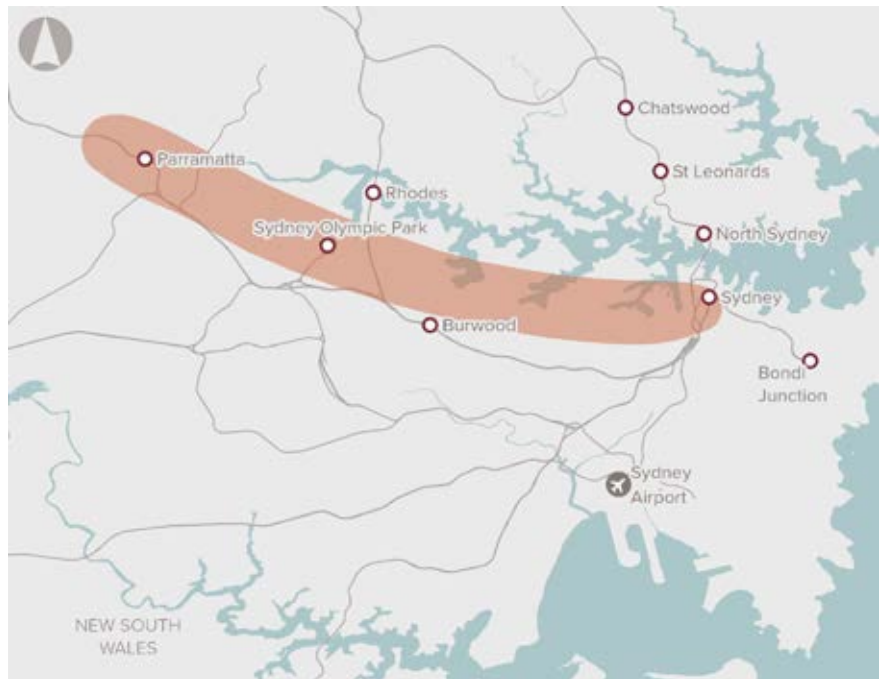 Chatswood
Parramatta
St Leonards
Rhodes
Sydney Olympic Park
North Sydney
Sydney
Burwood
Bondi
Junction
Sydney
Airport
NEW SOUTH
WALES